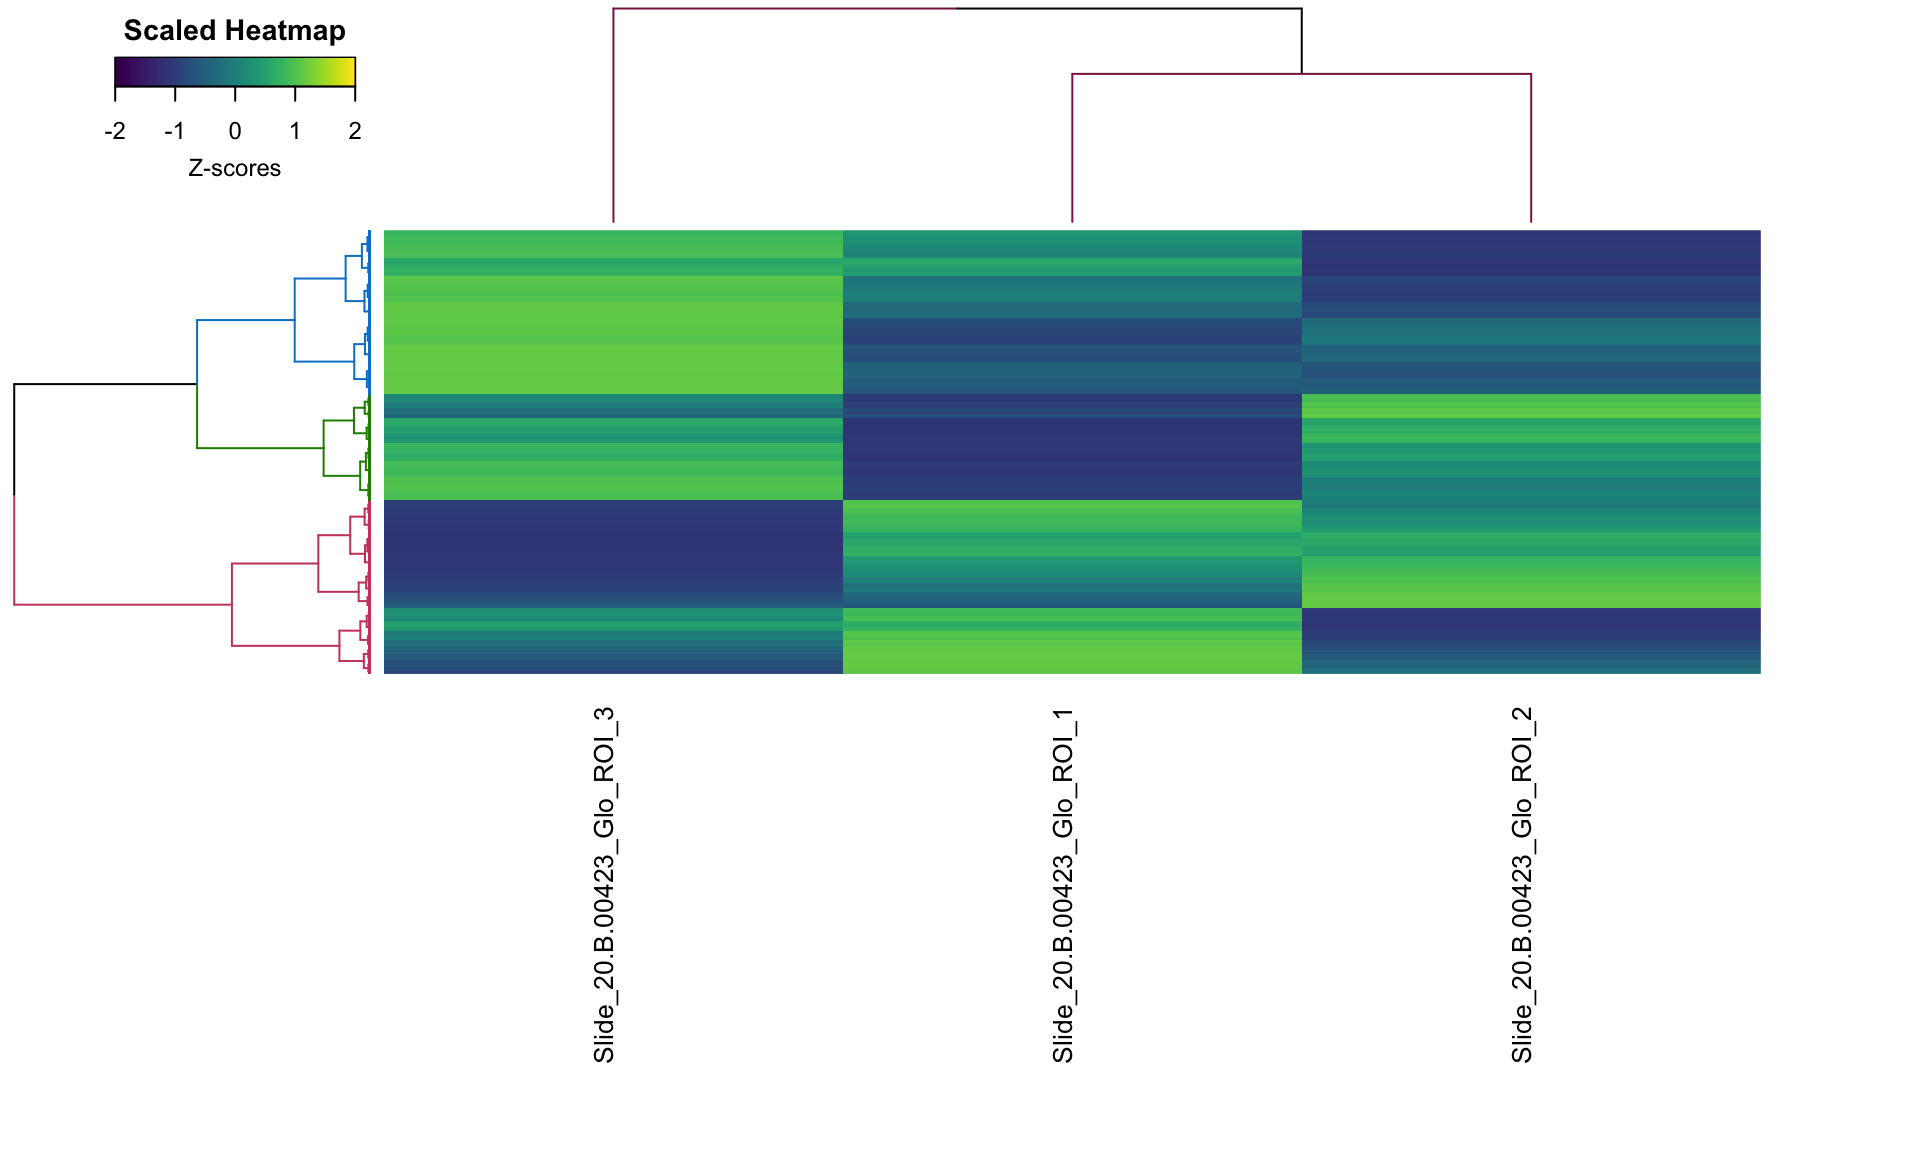 Scaled Heatmap
-2 -1 0 1 2
Z-scores
Slide_20.B.00423_Glo_ROI_3
Slide_20.B.00423_Glo_ROI_1
Slide_20.B.00423_Glo_ROI_2